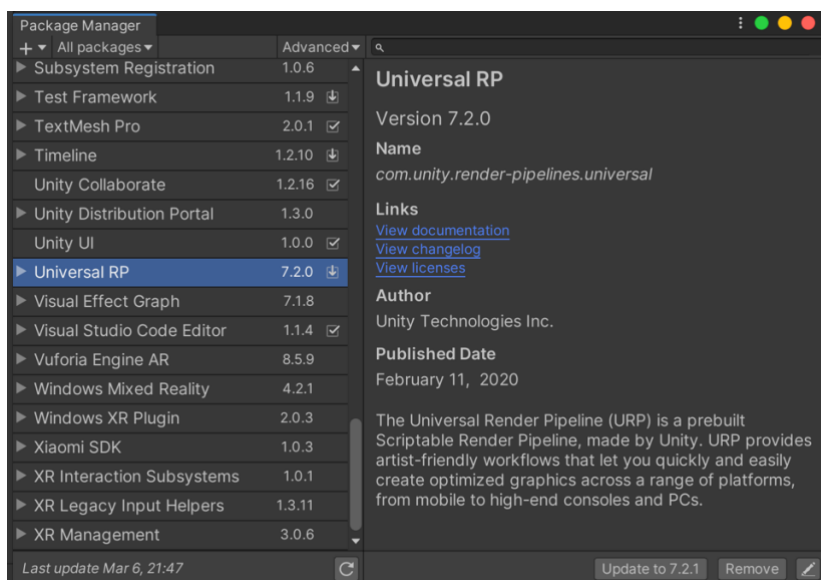 Package Manager
+ All packages Advanced
Subsystem Registration 1.0.6
Test Framework 1.1.9
TextMesh Pro 2.0.1
Timeline 1.2.10
Unity Collaborate 1.2.16
Unity Distribution Portal 1.3.0
Unity UI 1.0.0
Universal RP 7.2.0
Visual Effect Graph 7.1.8
Visual Studio Code Editor 1.1.4
Vuforia Engine AR 8.5.9
Windows Mixed Reality 4.2.1
Windows XR Plugin 2.0.3
Xiaomi SDK 1.0.3
XR Interaction Subsystems 1.0.1
XR Legacy Input Helpers 1.3.11
XR Management 3.0.6
Last update Mar 6, 21:47
Universal RP
Version 7.2.0
Name
com.unity.render-pipelines.universal
Links
View documentation
View changelog
View licenses
Author
Unity Technologies Inc.
Published Date
February 11, 2020
The Universal Render Pipeline (URP) is a prebuilt
Scriptable Render Pipeline, made by Unity. URP provides
artist-friendly workflows that let you quickly and easily
create optimized graphics across a range of platforms,
from mobile to high-end consoles and PCs.
Update to 7.2.1 Remove